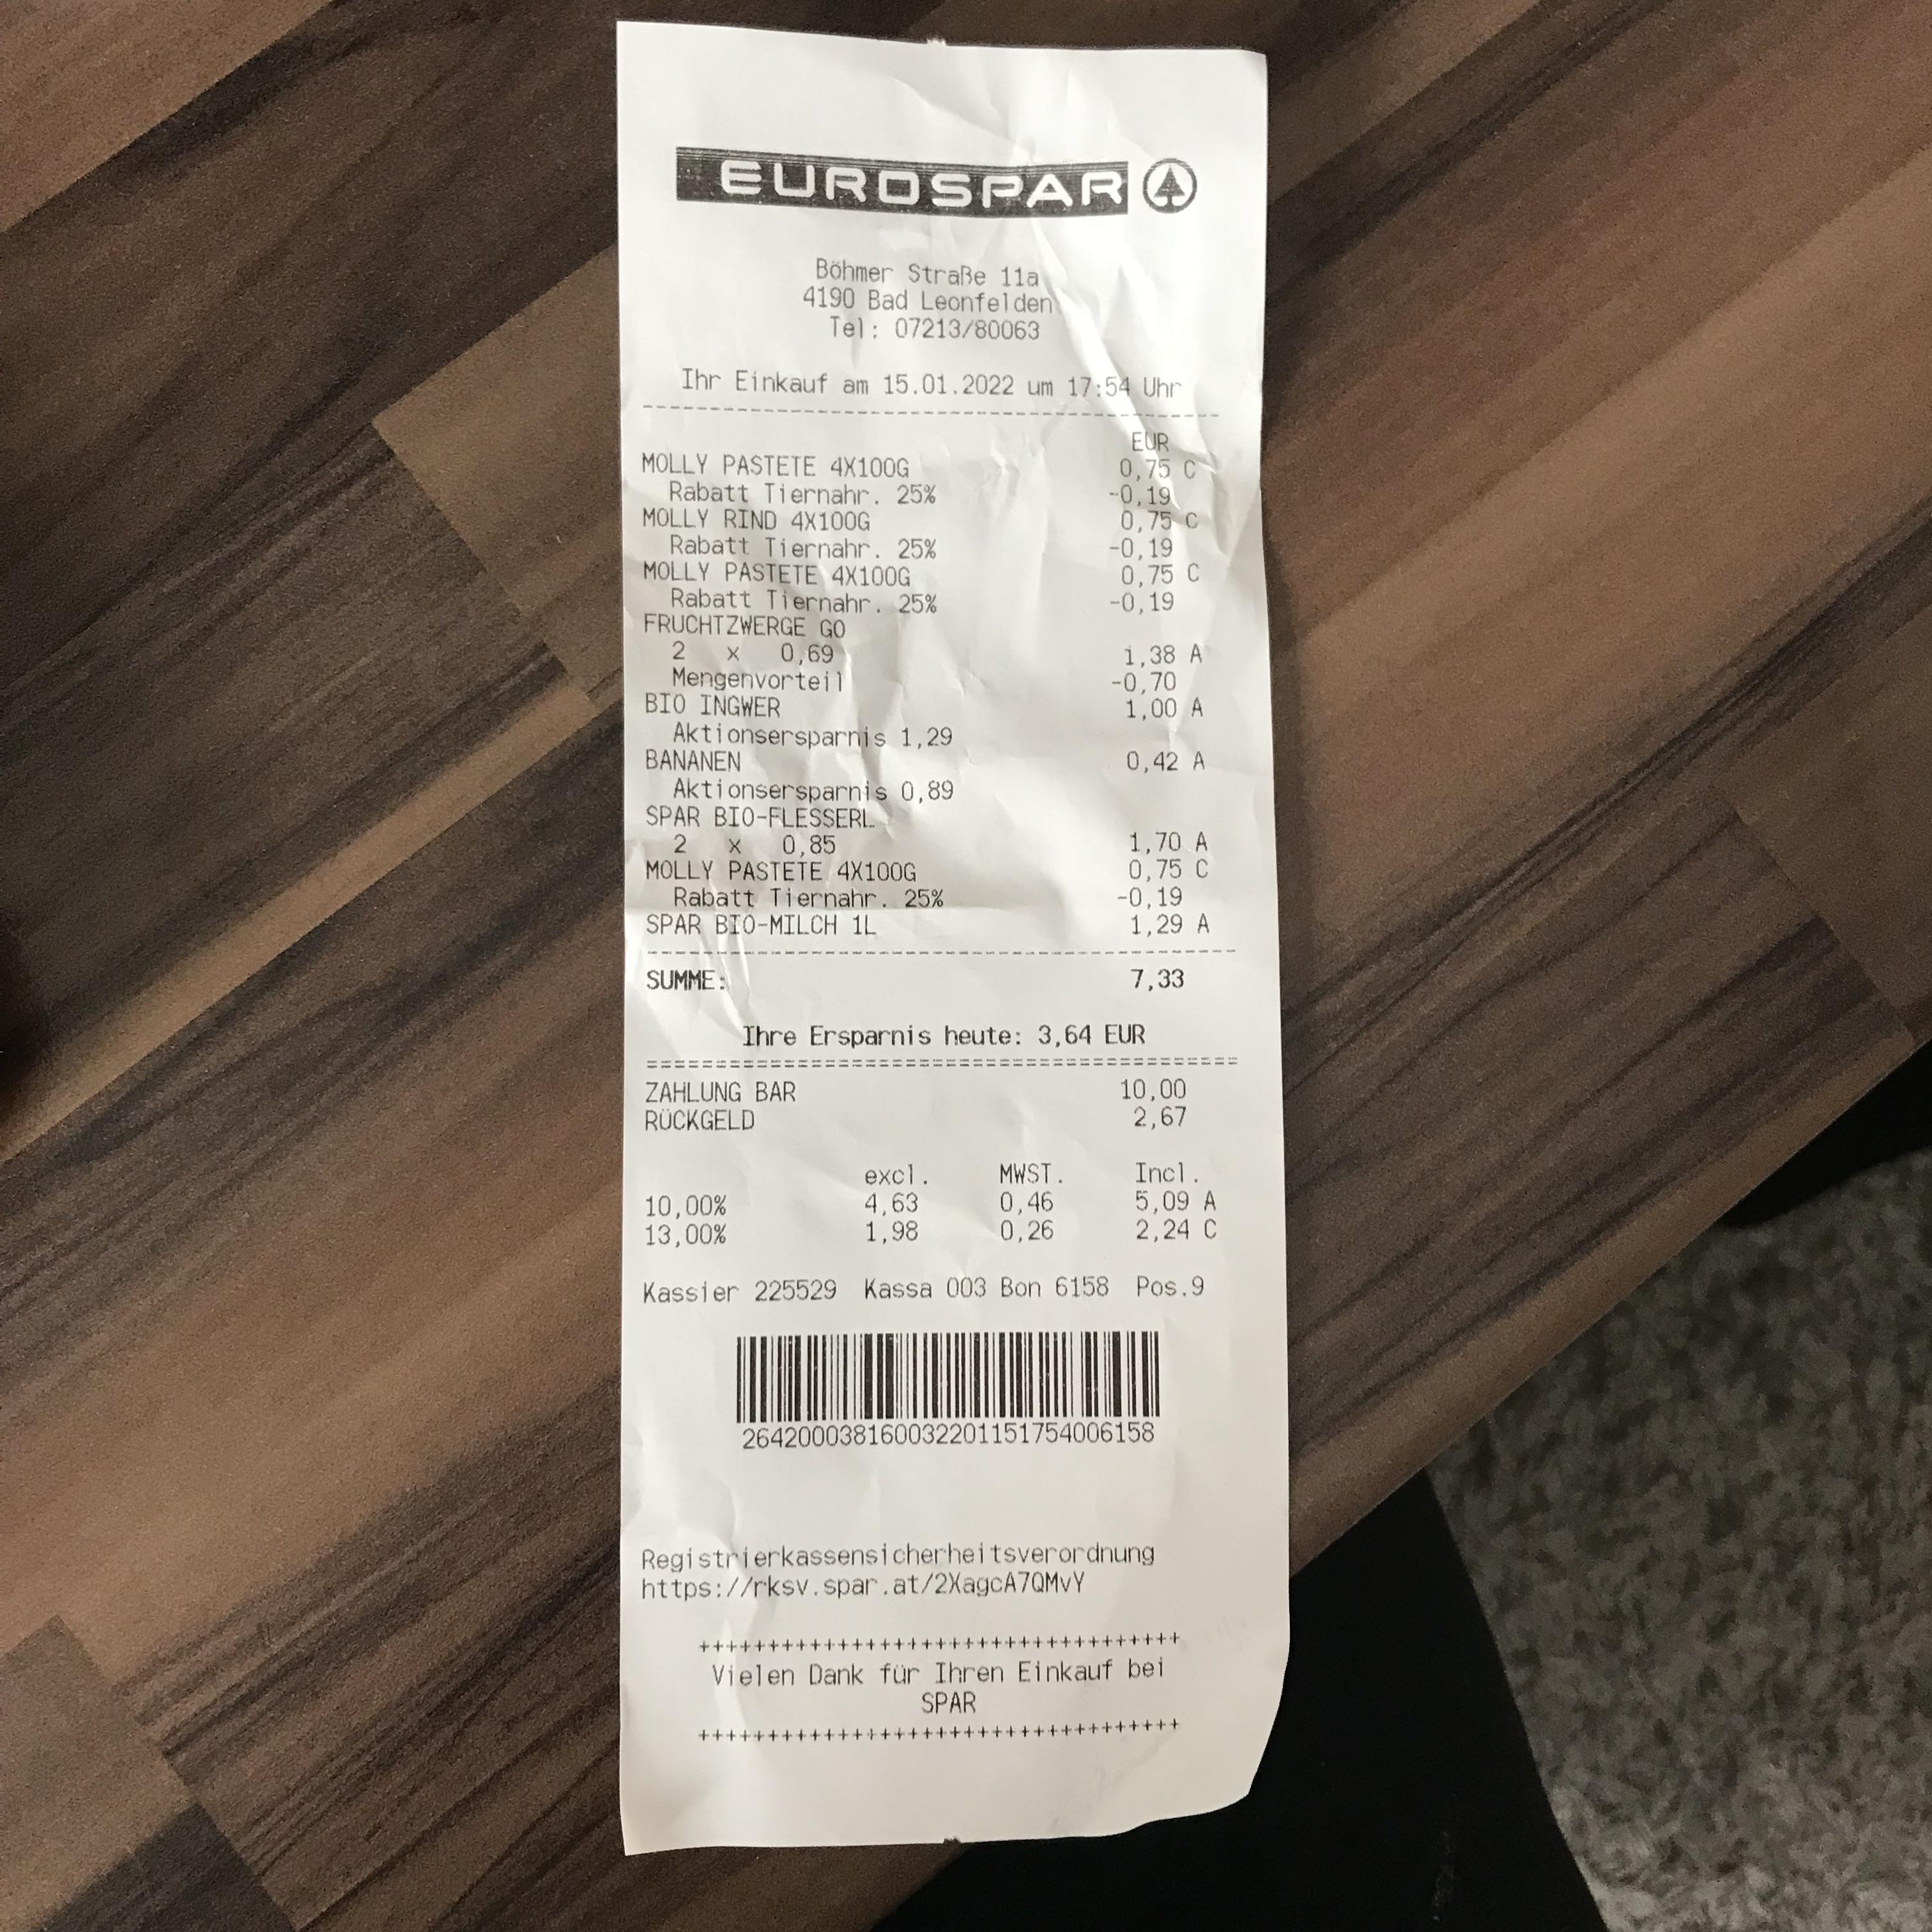 EUROSPAR
Böhmer Straße 11a
4190 Bad Leonfelden
Tel: 07213/80063
Ihr Einkauf am 15.01.2022 um 17:54 Uhr
EUR
MOLLY PASTETE 4X100G 0,75 C
Rabatt Tiernahr. 25% -0,19
MOLLY RIND 4X100G 0,75 C
Rabatt Tiernahr. 25% -0,19
MOLLY PASTETE 4X100G 0,75 C
Rabatt Tiernahr. 25% -0,19
FRUCHTZWERGE GO
2 x 0,69 1,38 A
Mengenvorteil -0,70
BIO INGWER 1,00 A
Aktionsersparnis 1,29
BANANEN 0,42 A
Aktionsersparnis 0,89
SPAR BIO-FLESSERL
2 x 0,85 1,70 A
MOLLY PASTETE 4X100G 0,75 C
Rabatt Tiernahr. 25% -0,19
SPAR BIO-MILCH 1L 1,29 A
SUMME: 7,33
Ihre Ersparnis heute: 3,64 EUR
ZAHLUNG BAR 10,00
RÜCKGELD 2,67
excl. MWST. Incl.
10,00% 4,63 0,46 5,09 A
13,00% 1,98 0,26 2,24 C
Kassier 225529 Kassa 003 Bon 6158 Pos.9
2642000381600322011517540​06158
Registrierkassensicherheitsverordnung
https://rksv.spar.at/2XagcA7QMvY
+++++++++++++++++++++++++++++++++++
Vielen Dank für Ihren Einkauf bei
SPAR
+++++++++++++++++++++++++++++++++++